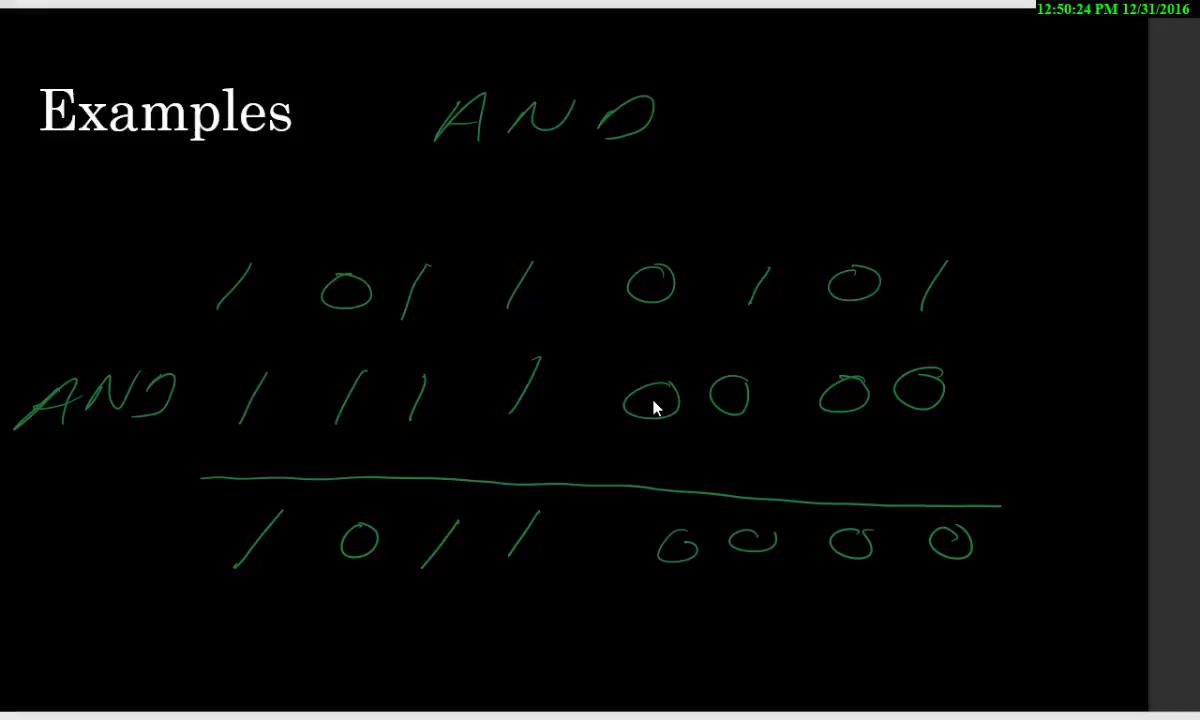 12:50:24 PM 12/31/2016
Examples AND
1 0 1 1 0 1 0 1
AND 1 1 1 1 0 0 0 0
1 0 1 1 0 0 0 0